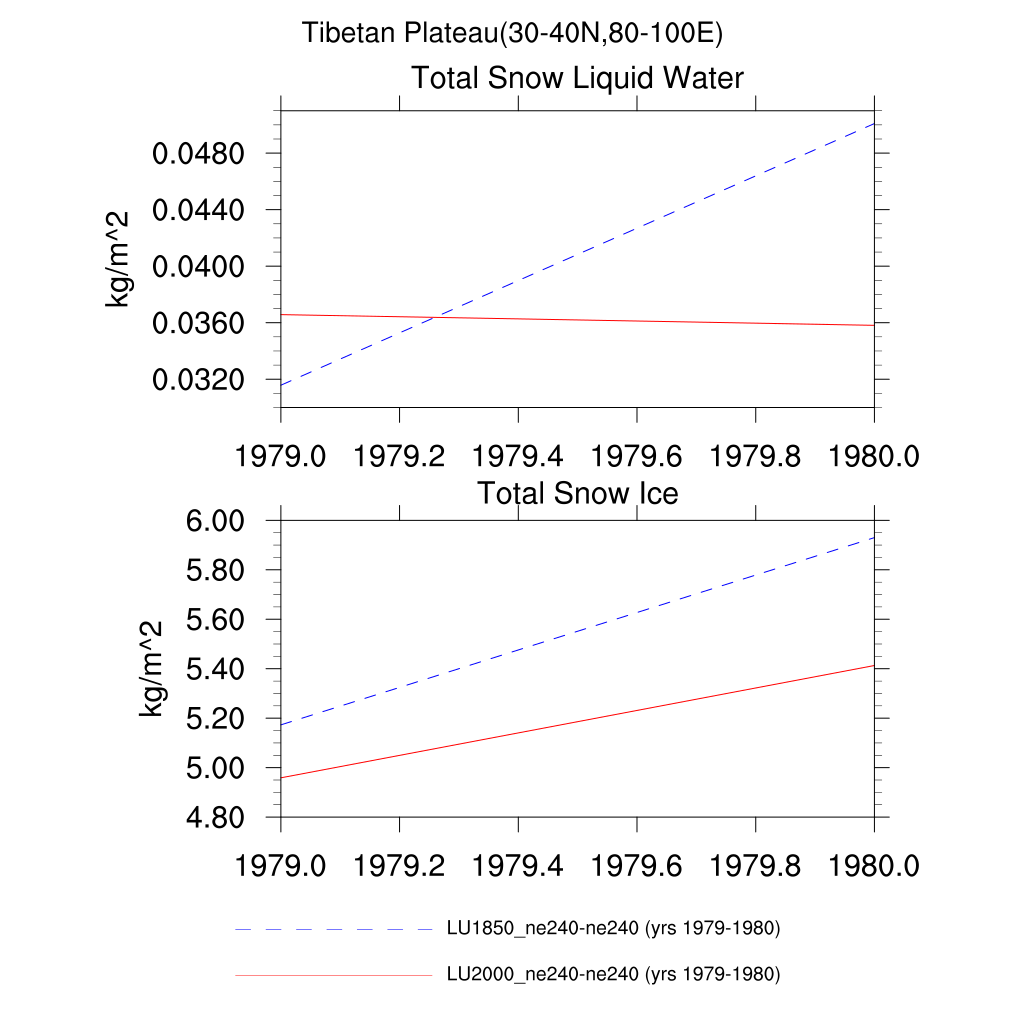 Tibetan Plateau(30-40N,80-100E)
Total Snow Liquid Water
kg/m^2
0.0480
0.0440
0.0400
0.0360
0.0320
1979.0 1979.2 1979.4 1979.6 1979.8 1980.0
Total Snow Ice
kg/m^2
6.00
5.80
5.60
5.40
5.20
5.00
4.80
1979.0 1979.2 1979.4 1979.6 1979.8 1980.0
LU1850_ne240-ne240 (yrs 1979-1980)
LU2000_ne240-ne240 (yrs 1979-1980)